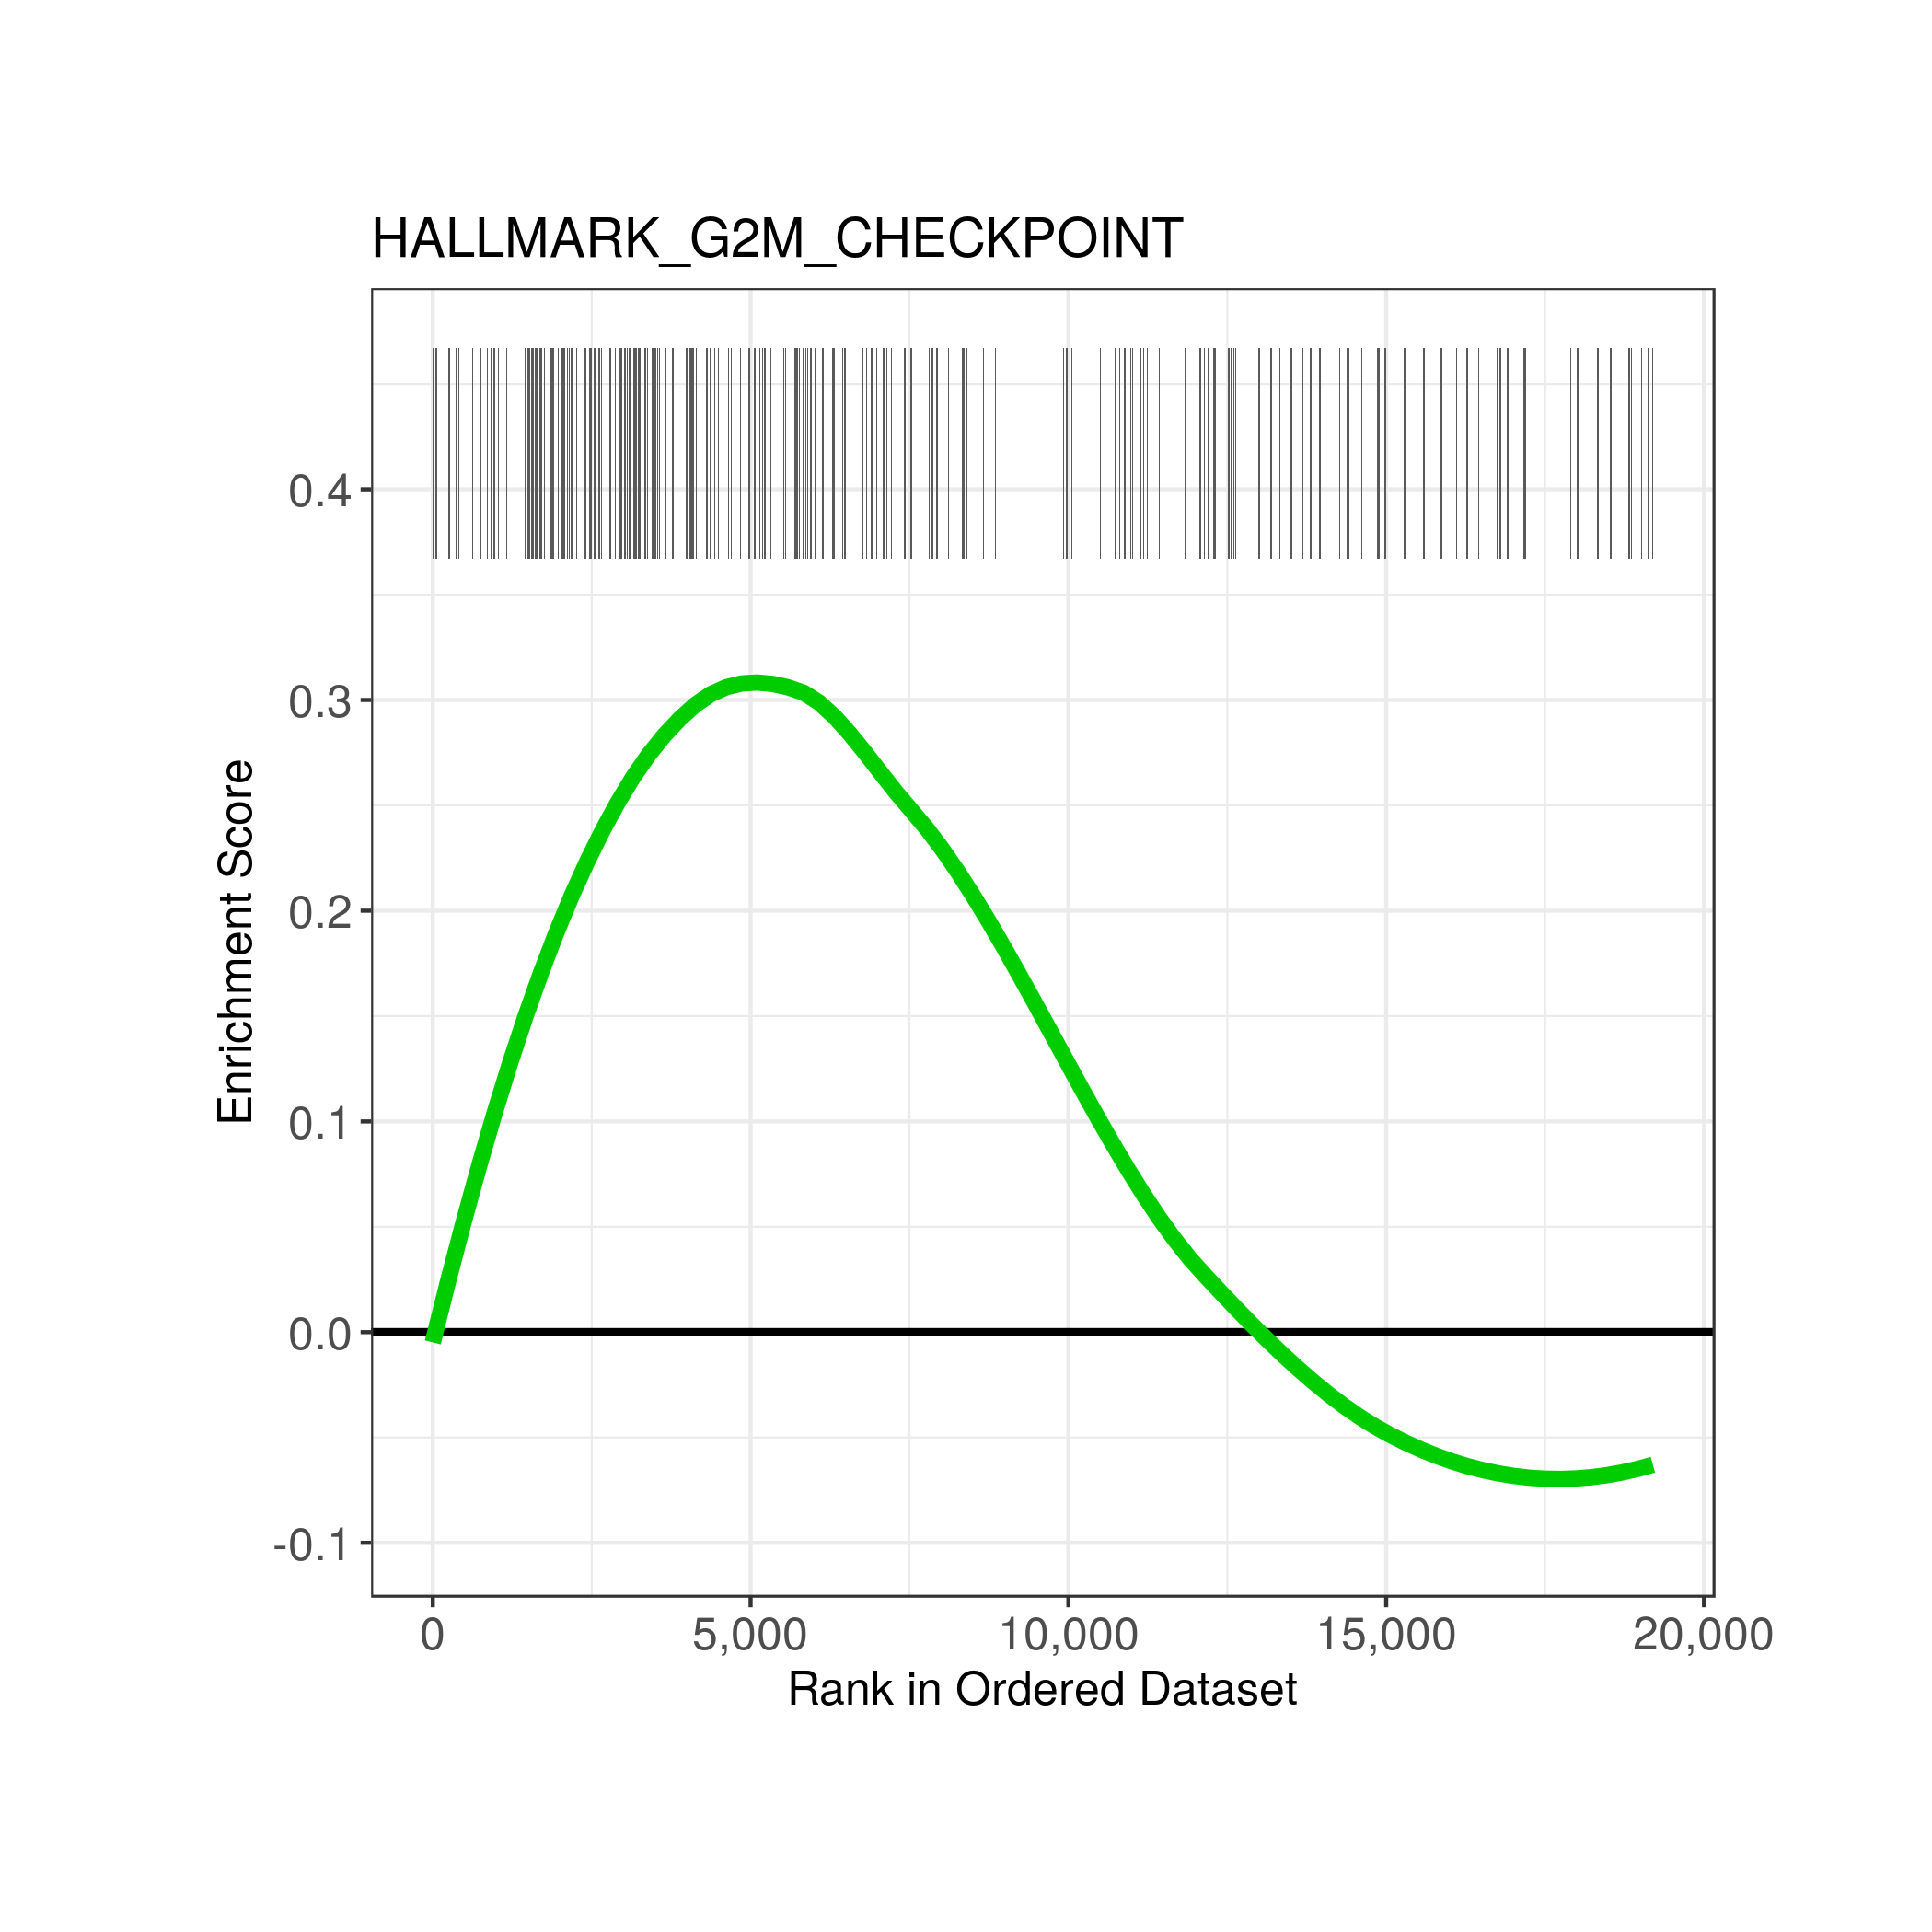 HALLMARK_G2M_CHECKPOINT
Enrichment Score
0.4
0.3
0.2
0.1
0.0
-0.1
0 5,000 10,000 15,000 20,000
Rank in Ordered Dataset